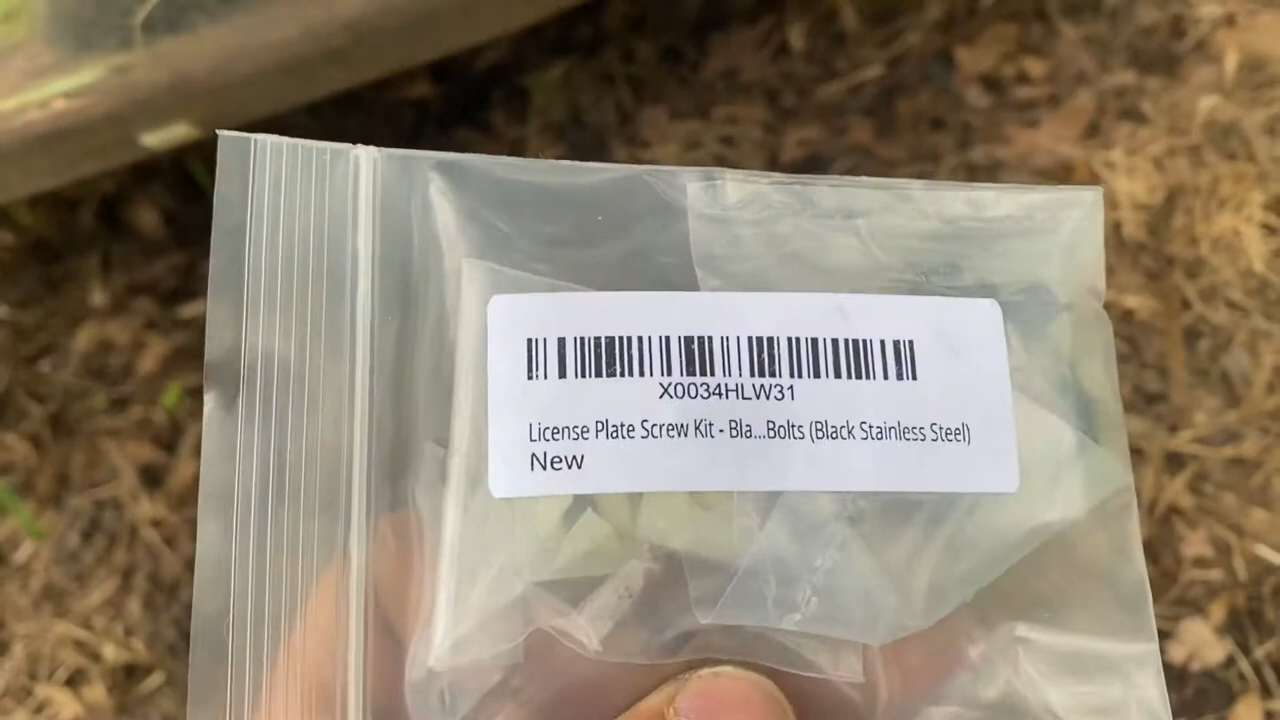 X0034HLW31
License Plate Screw Kit - Bla...Bolts (Black Stainless Steel)
New